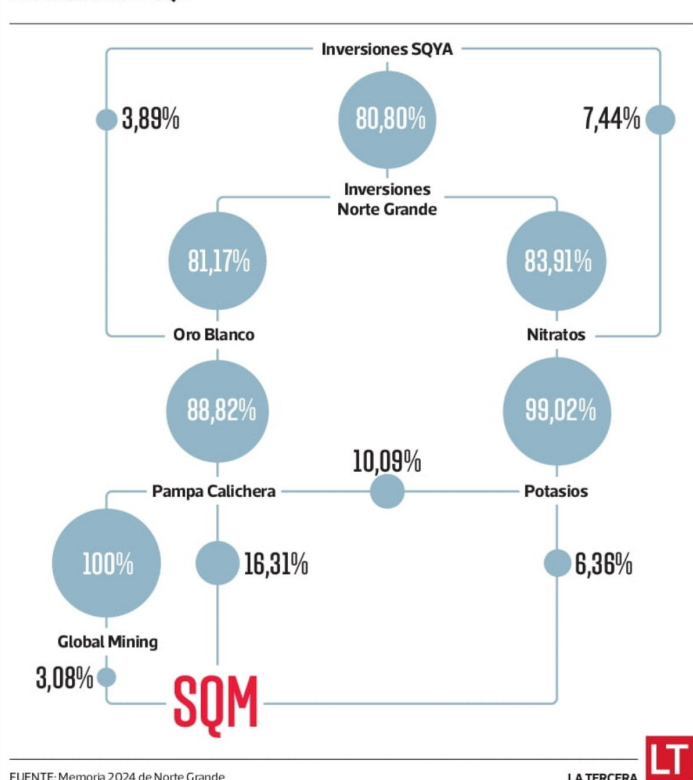 Inversiones SQYA
3,89%
80,80%
7,44%
Inversiones
Norte Grande
81,17%
83,91%
Oro Blanco
Nitratos
88,82%
99,02%
10,09%
Pampa Calichera
Potasios
100%
16,31%
6,36%
Global Mining
3,08%
SQM
FUENTE: Memoria 2024 de Norte Grande
LA TERCERA
LT